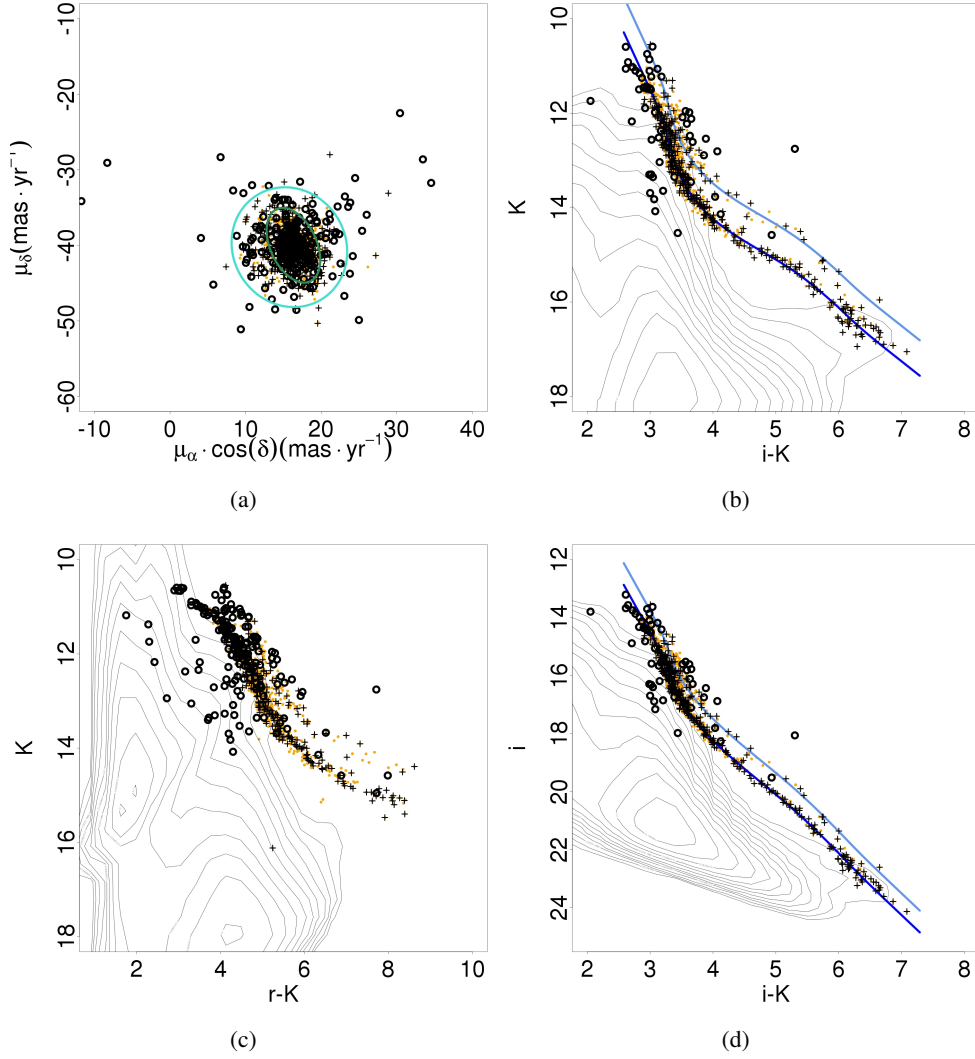 -10
-20
-30
-40
-50
-60
μδ(mas · yr⁻¹)
-10 0 10 20 30 40
μα · cos(δ)(mas · yr⁻¹)
(a)
10
12
14
16
18
K
2 3 4 5 6 7 8
i-K
(b)
10
12
14
16
18
K
2 4 6 8 10
r-K
(c)
12
14
16
18
20
22
24
i
2 3 4 5 6 7 8
i-K
(d)